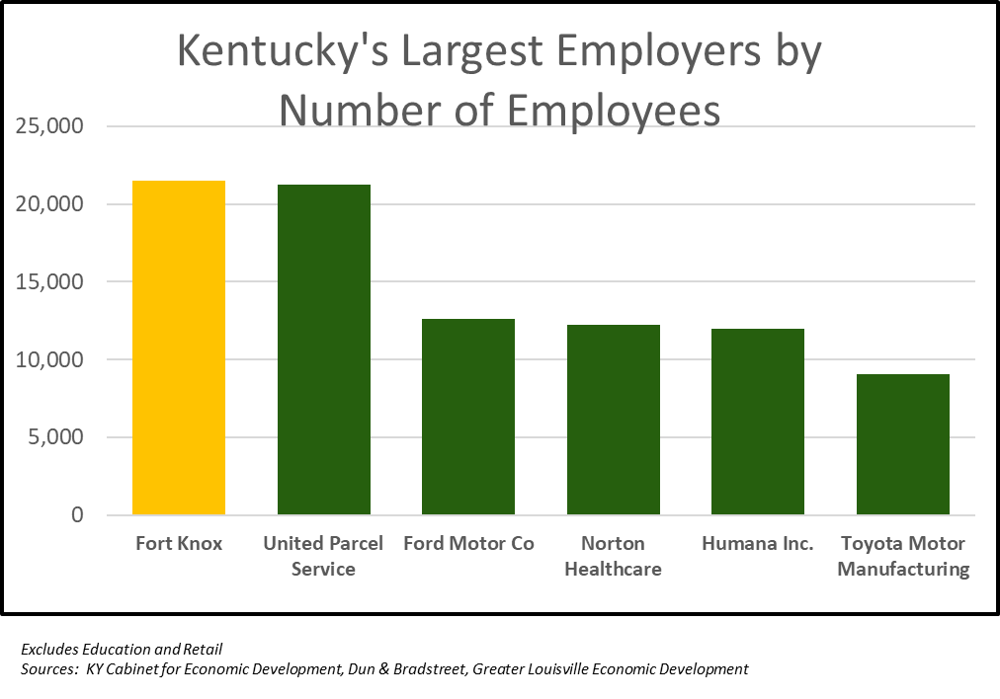 Kentucky's Largest Employers by
Number of Employees
25,000
20,000
15,000
10,000
5,000
0
Fort Knox
United Parcel
Service
Ford Motor Co
Norton
Healthcare
Humana Inc.
Toyota Motor
Manufacturing
Excludes Education and Retail
Sources:  KY Cabinet for Economic Development, Dun & Bradstreet, Greater Louisville Economic Development